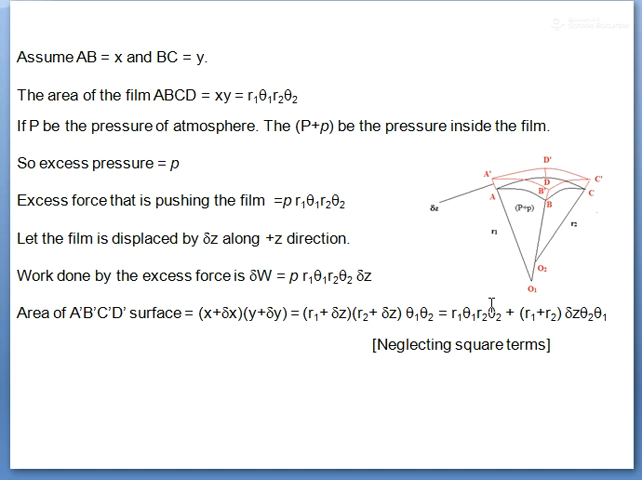 Assume AB = x and BC = y.
The area of the film ABCD = xy = r₁θ₁r₂θ₂
If P be the pressure of atmosphere. The (P+p) be the pressure inside the film.
So excess pressure = p
Excess force that is pushing the film =p r₁θ₁r₂θ₂
Let the film is displaced by δz along +z direction.
Work done by the excess force is δW = p r₁θ₁r₂θ₂ δz
Area of A'B'C'D' surface = (x+δx)(y+δy) = (r₁+ δz)(r₂+ δz) θ₁θ₂ = r₁θ₁r₂θ₂ + (r₁+r₂) δzθ₂θ₁
[Neglecting square terms]
D'
A'
C'
D
B'
A
C
B
(P+p)
δz
r₁
r₂
O₂
O₁